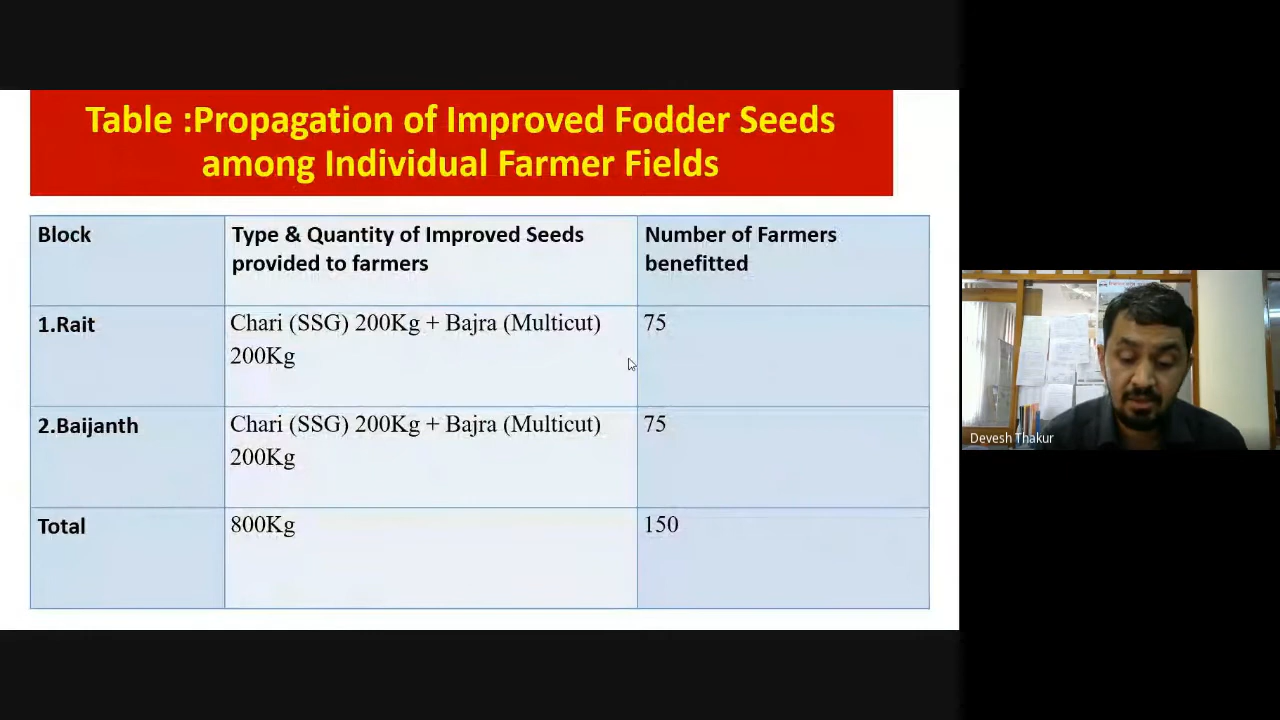 Table :Propagation of Improved Fodder Seeds
among Individual Farmer Fields
Block
Type & Quantity of Improved Seeds
provided to farmers
Number of Farmers
benefitted
1.Rait
Chari (SSG) 200Kg + Bajra (Multicut)
200Kg
75
2.Baijanth
Chari (SSG) 200Kg + Bajra (Multicut)
200Kg
75
Total
800Kg
150
Devesh Thakur